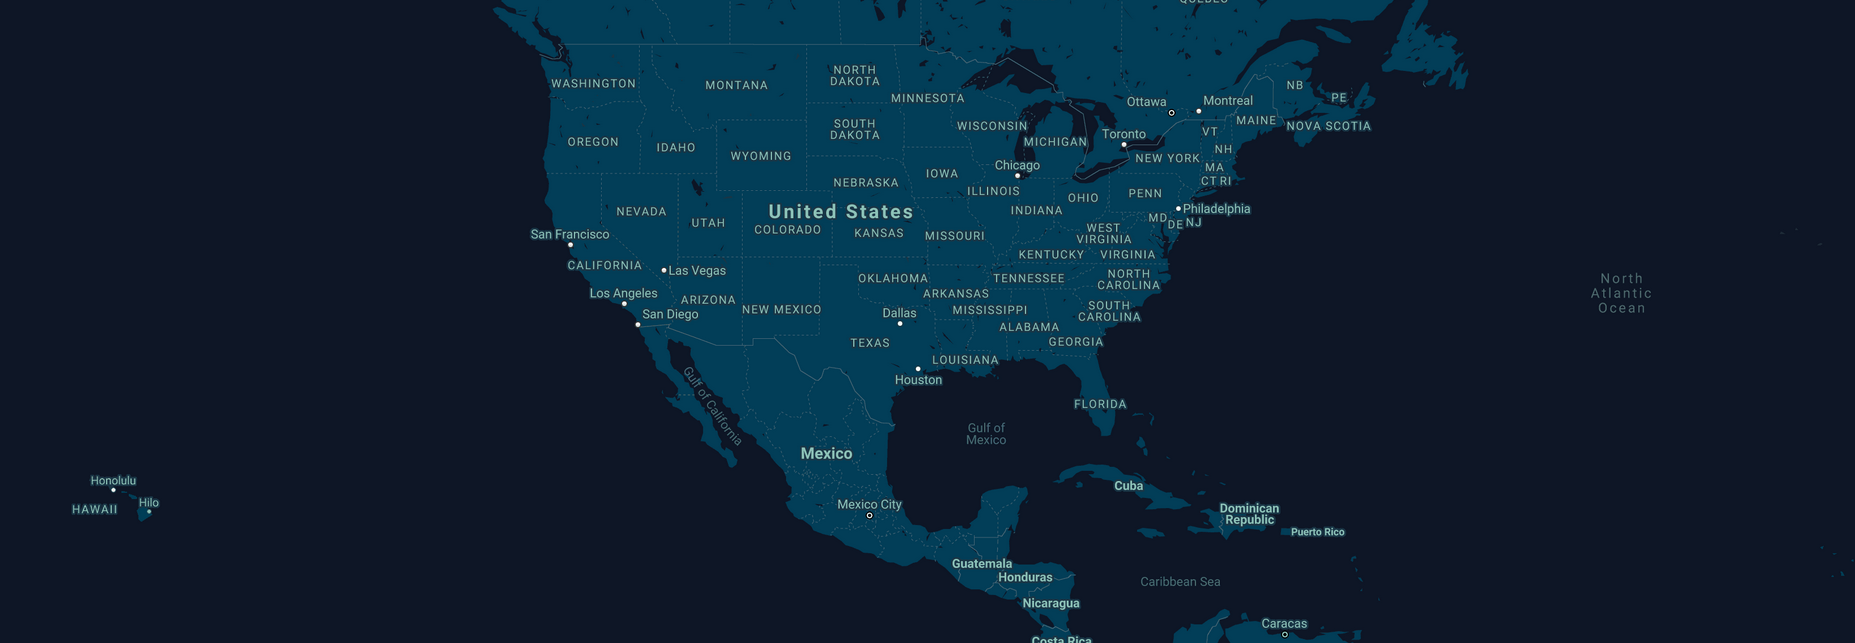 QUEBEC
WASHINGTON
MONTANA
NORTH
DAKOTA
MINNESOTA
NB
PE
Ottawa
Montreal
MAINE
NOVA SCOTIA
SOUTH
DAKOTA
WISCONSIN
MICHIGAN
Toronto
VT
OREGON
IDAHO
WYOMING
NH
NEW YORK
Chicago
MA
CT RI
NEBRASKA
IOWA
ILLINOIS
OHIO
PENN
NEVADA
UTAH
United States
INDIANA
Philadelphia
MD
DE
NJ
San Francisco
COLORADO
KANSAS
MISSOURI
WEST
VIRGINIA
KENTUCKY
VIRGINIA
CALIFORNIA
Las Vegas
OKLAHOMA
TENNESSEE
NORTH
CAROLINA
North
Atlantic
Ocean
Los Angeles
ARIZONA
NEW MEXICO
ARKANSAS
MISSISSIPPI
SOUTH
CAROLINA
San Diego
Dallas
ALABAMA
TEXAS
GEORGIA
LOUISIANA
Houston
Gulf of California
FLORIDA
Gulf of
Mexico
Mexico
Honolulu
HAWAII
Hilo
Mexico City
Cuba
Dominican
Republic
Puerto Rico
Guatemala
Honduras
Caribbean Sea
Nicaragua
Caracas
Costa Rica